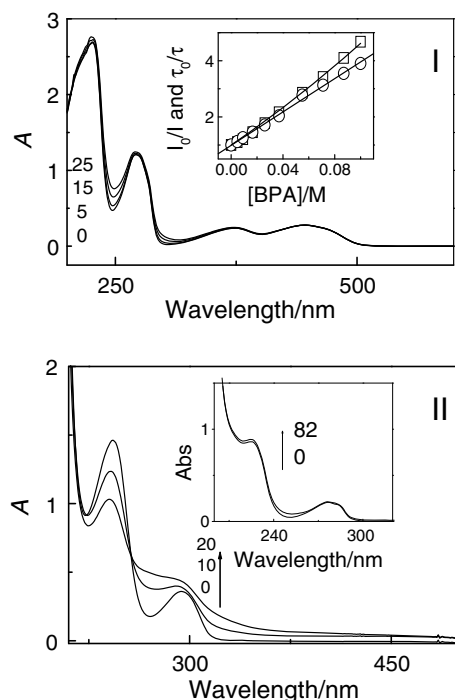 I
3
2
1
0
A
25
15
5
0
250
500
Wavelength/nm
I₀/I and τ₀/τ
4
2
0.00
0.04
0.08
[BPA]/M
II
2
1
0
A
300
450
Wavelength/nm
20
10
0
Abs
1
0
240
300
Wavelength/nm
82
0